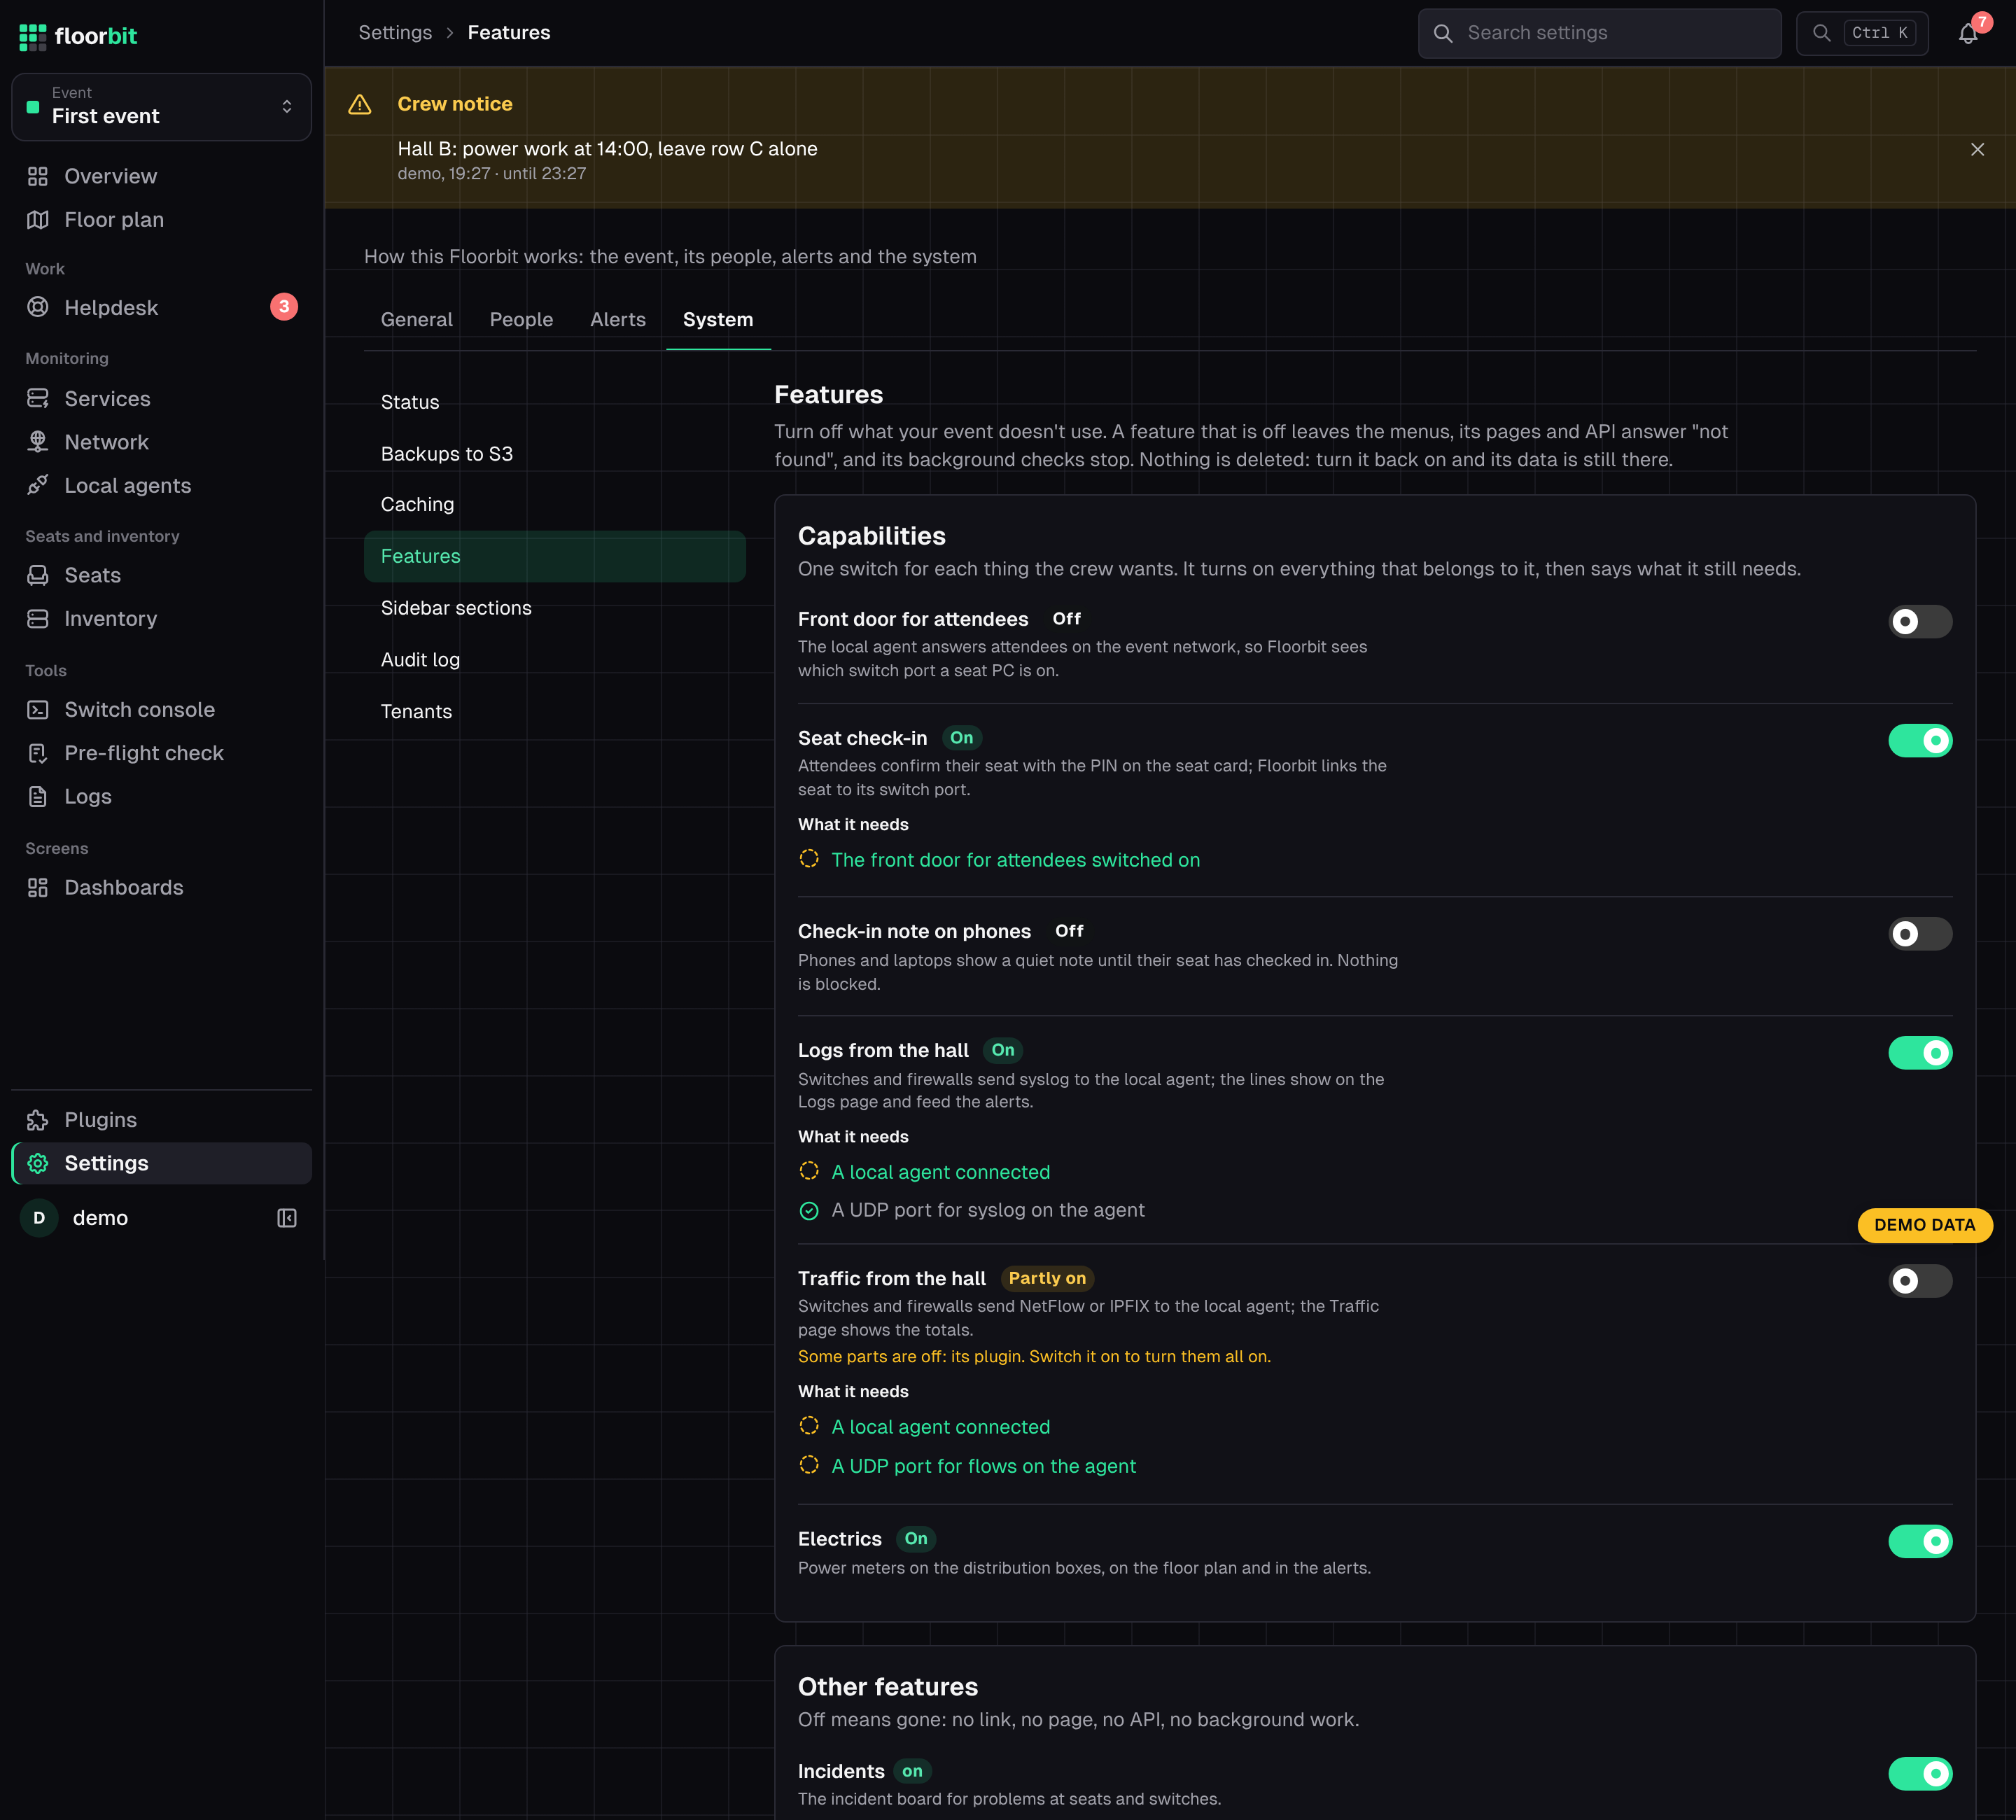 floorbit
Event
First event
Overview
Floor plan
Work
Helpdesk
3
Monitoring
Services
Network
Local agents
Seats and inventory
Seats
Inventory
Tools
Switch console
Pre-flight check
Logs
Screens
Dashboards
Plugins
Settings
D
demo
Settings > Features
Search settings
Ctrl K
7
Crew notice
Hall B: power work at 14:00, leave row C alone
demo, 19:27 · until 23:27
How this Floorbit works: the event, its people, alerts and the system
General
People
Alerts
System
Status
Backups to S3
Caching
Features
Sidebar sections
Audit log
Tenants
Features
Turn off what your event doesn't use. A feature that is off leaves the menus, its pages and API answer "not
found", and its background checks stop. Nothing is deleted: turn it back on and its data is still there.
Capabilities
One switch for each thing the crew wants. It turns on everything that belongs to it, then says what it still needs.
Front door for attendees Off
The local agent answers attendees on the event network, so Floorbit sees
which switch port a seat PC is on.
Seat check-in On
Attendees confirm their seat with the PIN on the seat card; Floorbit links the
seat to its switch port.
What it needs
The front door for attendees switched on
Check-in note on phones Off
Phones and laptops show a quiet note until their seat has checked in. Nothing
is blocked.
Logs from the hall On
Switches and firewalls send syslog to the local agent; the lines show on the
Logs page and feed the alerts.
What it needs
A local agent connected
A UDP port for syslog on the agent
DEMO DATA
Traffic from the hall Partly on
Switches and firewalls send NetFlow or IPFIX to the local agent; the Traffic
page shows the totals.
Some parts are off: its plugin. Switch it on to turn them all on.
What it needs
A local agent connected
A UDP port for flows on the agent
Electrics On
Power meters on the distribution boxes, on the floor plan and in the alerts.
Other features
Off means gone: no link, no page, no API, no background work.
Incidents on
The incident board for problems at seats and switches.